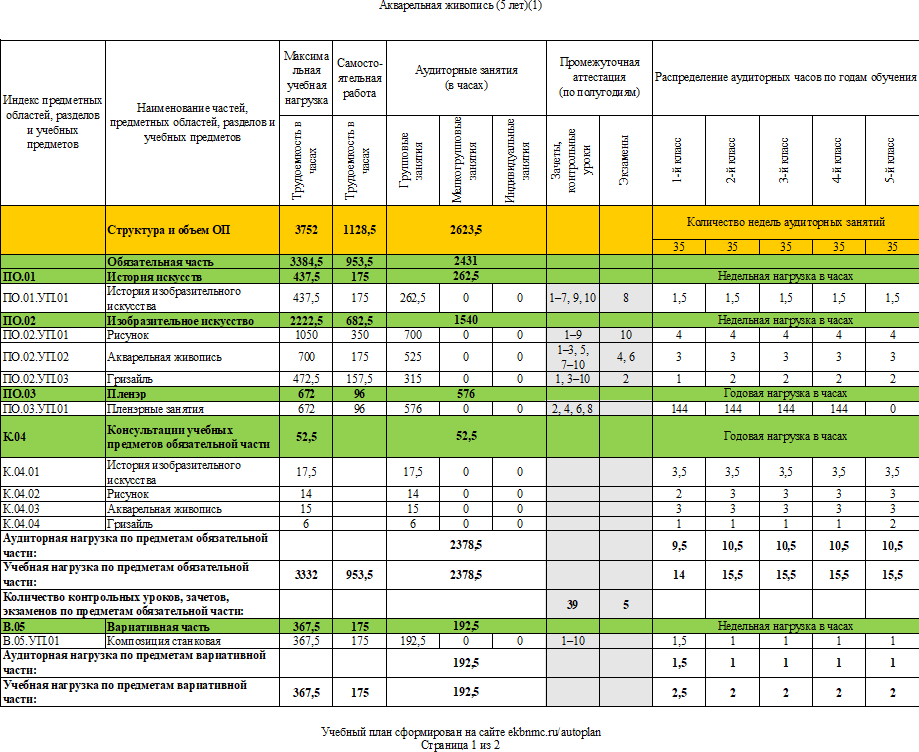 Акварельная живопись (5 лет)(1)
Индекс предметных областей, разделов и учебных предметов | Наименование частей, предметных областей, разделов и учебных предметов | Максимальная учебная нагрузка | Самосто-ятельная работа | Аудиторные занятия (в часах) | Промежуточная аттестация (по полугодиям) | Распределение аудиторных часов по годам обучения
Трудоемкость в часах | Трудоемкость в часах | Групповые занятия | Мелкогрупповые занятия | Индивидуальные занятия | Зачеты, контрольные уроки | Экзамены | 1-й класс | 2-й класс | 3-й класс | 4-й класс | 5-й класс
Структура и объем ОП | 3752 | 1128,5 | 2623,5 | Количество недель аудиторных занятий
35 | 35 | 35 | 35 | 35
Обязательная часть | 3384,5 | 953,5 | 2431
ПО.01 | История искусств | 437,5 | 175 | 262,5 | Недельная нагрузка в часах
ПО.01.УП.01 | История изобразительного искусства | 437,5 | 175 | 262,5 | 0 | 0 | 1–7, 9, 10 | 8 | 1,5 | 1,5 | 1,5 | 1,5 | 1,5
ПО.02 | Изобразительное искусство | 2222,5 | 682,5 | 1540 | Недельная нагрузка в часах
ПО.02.УП.01 | Рисунок | 1050 | 350 | 700 | 0 | 0 | 1–9 | 10 | 4 | 4 | 4 | 4 | 4
ПО.02.УП.02 | Акварельная живопись | 700 | 175 | 525 | 0 | 0 | 1–3, 5, 7–10 | 4, 6 | 3 | 3 | 3 | 3 | 3
ПО.02.УП.03 | Гризайль | 472,5 | 157,5 | 315 | 0 | 0 | 1, 3–10 | 2 | 1 | 2 | 2 | 2 | 2
ПО.03 | Пленэр | 672 | 96 | 576 | Годовая нагрузка в часах
ПО.03.УП.01 | Пленэрные занятия | 672 | 96 | 576 | 0 | 0 | 2, 4, 6, 8 | 144 | 144 | 144 | 144 | 0
К.04 | Консультации учебных предметов обязательной части | 52,5 | 52,5 | Годовая нагрузка в часах
К.04.01 | История изобразительного искусства | 17,5 | 17,5 | 0 | 0 | 3,5 | 3,5 | 3,5 | 3,5 | 3,5
К.04.02 | Рисунок | 14 | 14 | 0 | 0 | 2 | 3 | 3 | 3 | 3
К.04.03 | Акварельная живопись | 15 | 15 | 0 | 0 | 3 | 3 | 3 | 3 | 3
К.04.04 | Гризайль | 6 | 6 | 0 | 0 | 1 | 1 | 1 | 1 | 2
Аудиторная нагрузка по предметам обязательной части: | 2378,5 | 9,5 | 10,5 | 10,5 | 10,5 | 10,5
Учебная нагрузка по предметам обязательной части: | 3332 | 953,5 | 2378,5 | 14 | 15,5 | 15,5 | 15,5 | 15,5
Количество контрольных уроков, зачетов, экзаменов по предметам обязательной части: | 39 | 5
В.05 | Вариативная часть | 367,5 | 175 | 192,5 | Недельная нагрузка в часах
В.05.УП.01 | Композиция станковая | 367,5 | 175 | 192,5 | 0 | 0 | 1–10 | 1,5 | 1 | 1 | 1 | 1
Аудиторная нагрузка по предметам вариативной части: | 192,5 | 1,5 | 1 | 1 | 1 | 1
Учебная нагрузка по предметам вариативной части: | 367,5 | 175 | 192,5 | 2,5 | 2 | 2 | 2 | 2
Учебный план сформирован на сайте ekbnmc.ru/autoplan
Страница 1 из 2